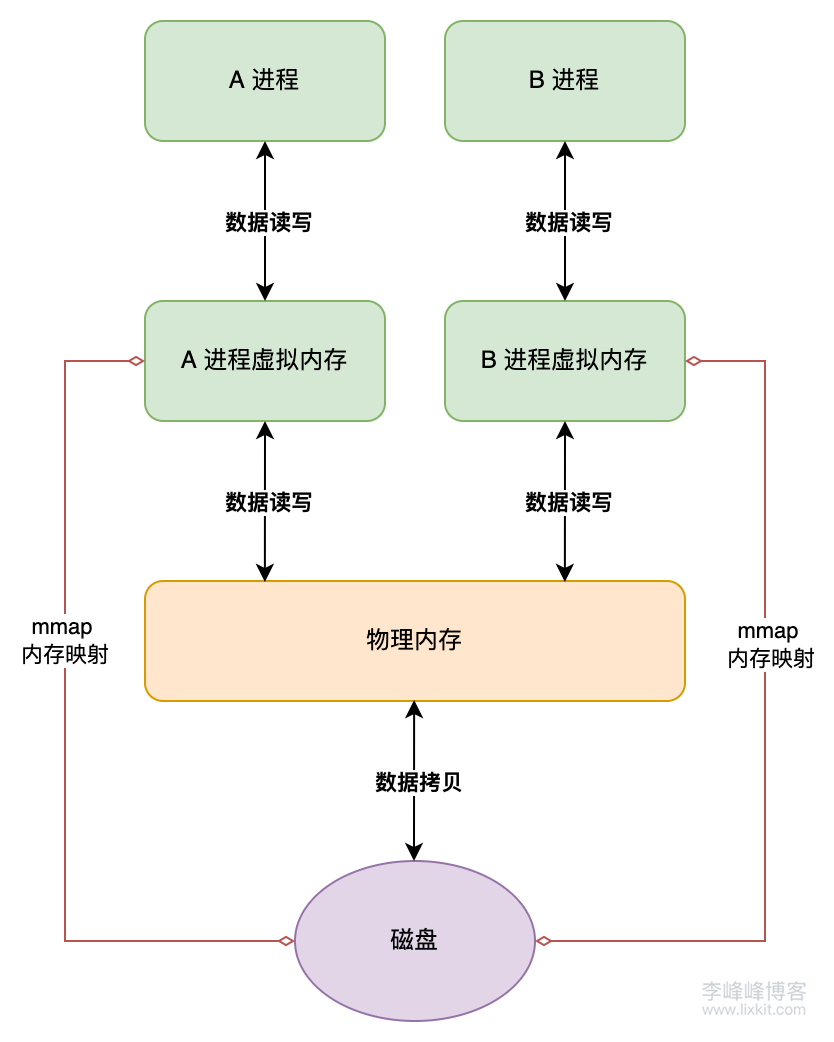 A 进程
B 进程
数据读写
数据读写
A 进程虚拟内存
B 进程虚拟内存
数据读写
数据读写
mmap
内存映射
物理内存
mmap
内存映射
数据拷贝
磁盘
李峰峰博客
www.lixkit.com